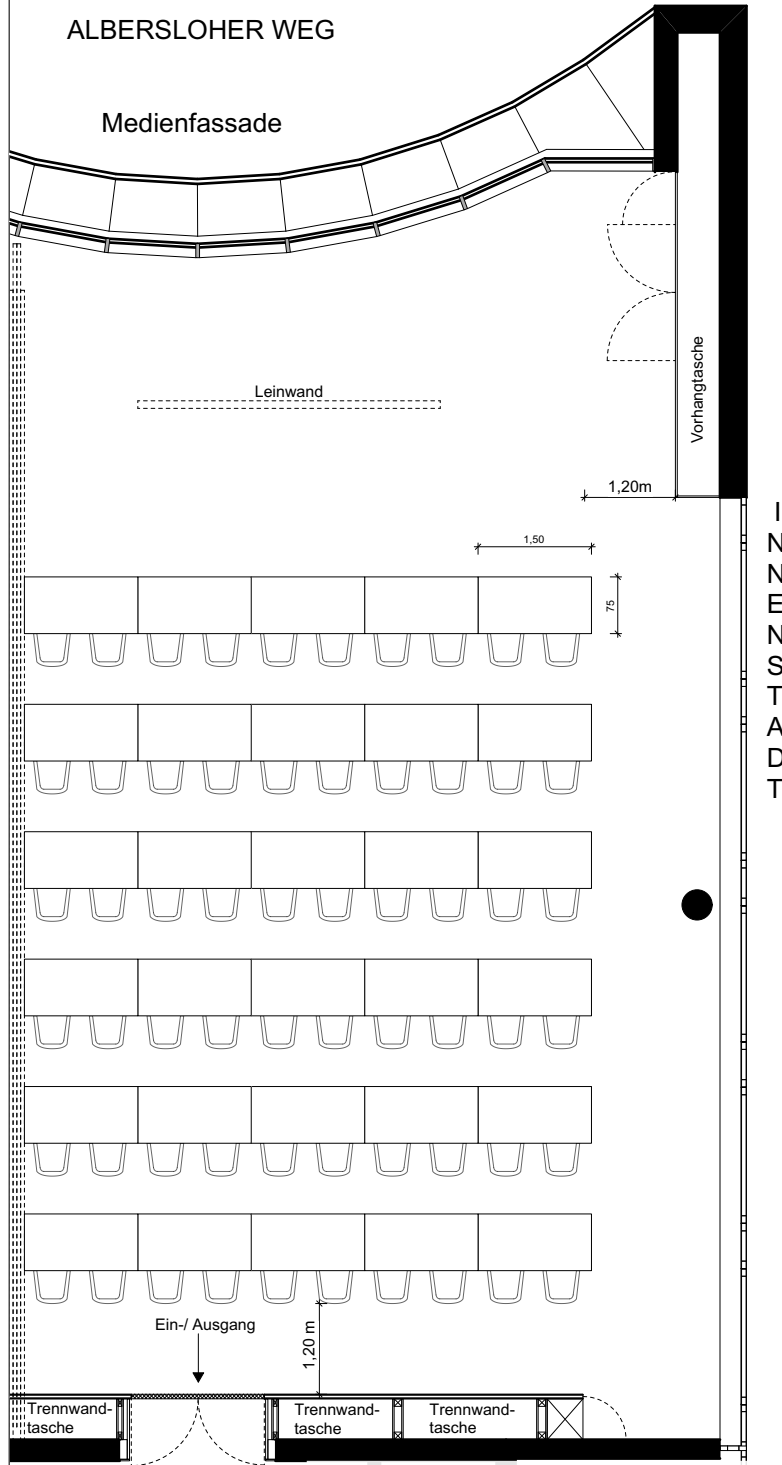 ALBERSLOHER WEG
Medienfassade
Leinwand
Vorhangtasche
1,20m
1,50
75
INNENSTADT
Ein-/ Ausgang
1,20 m
Trennwand-
tasche
Trennwand-
tasche
Trennwand-
tasche